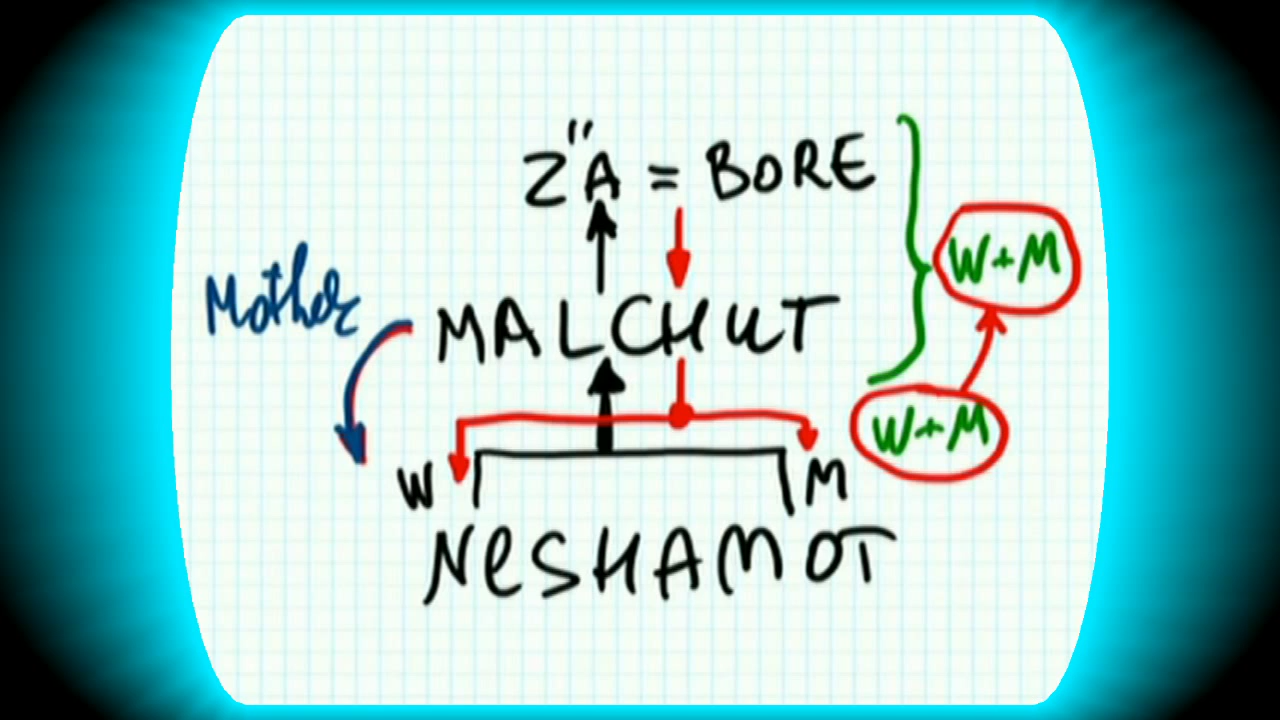 Z"A = BORE
W+M
Mother
MALCHUT
W+M
W M
NeSHAMOT